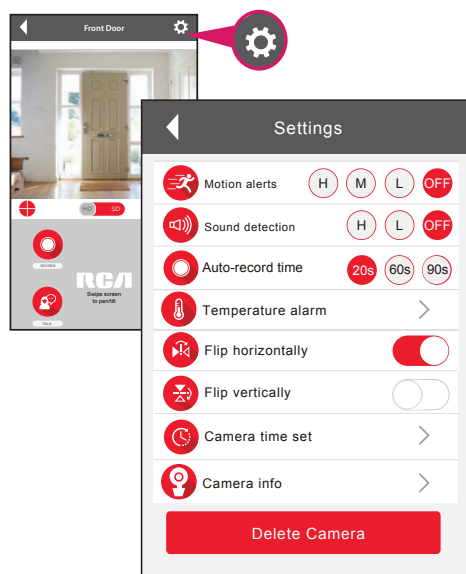 Front Door
HD SD
RECORD
RCA
Swipe screen
to pan/tilt
TALK
Settings
Motion alerts H M L OFF
Sound detection H L OFF
Auto-record time 20s 60s 90s
Temperature alarm
Flip horizontally
Flip vertically
Camera time set
Camera info
Delete Camera